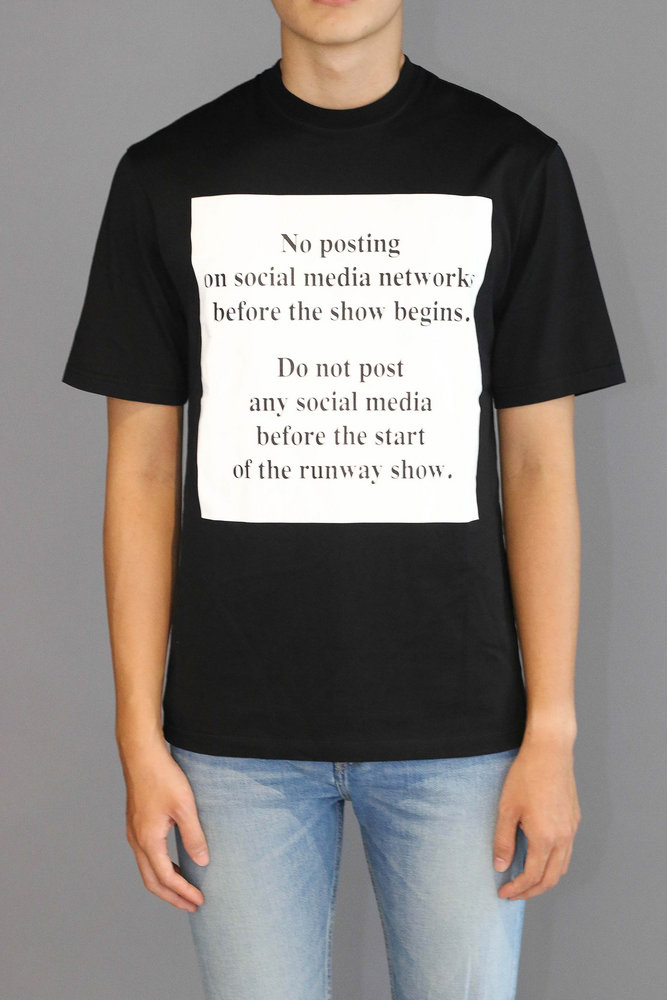 No posting
on social media network
before the show begins.
Do not post
any social media
before the start
of the runway show.